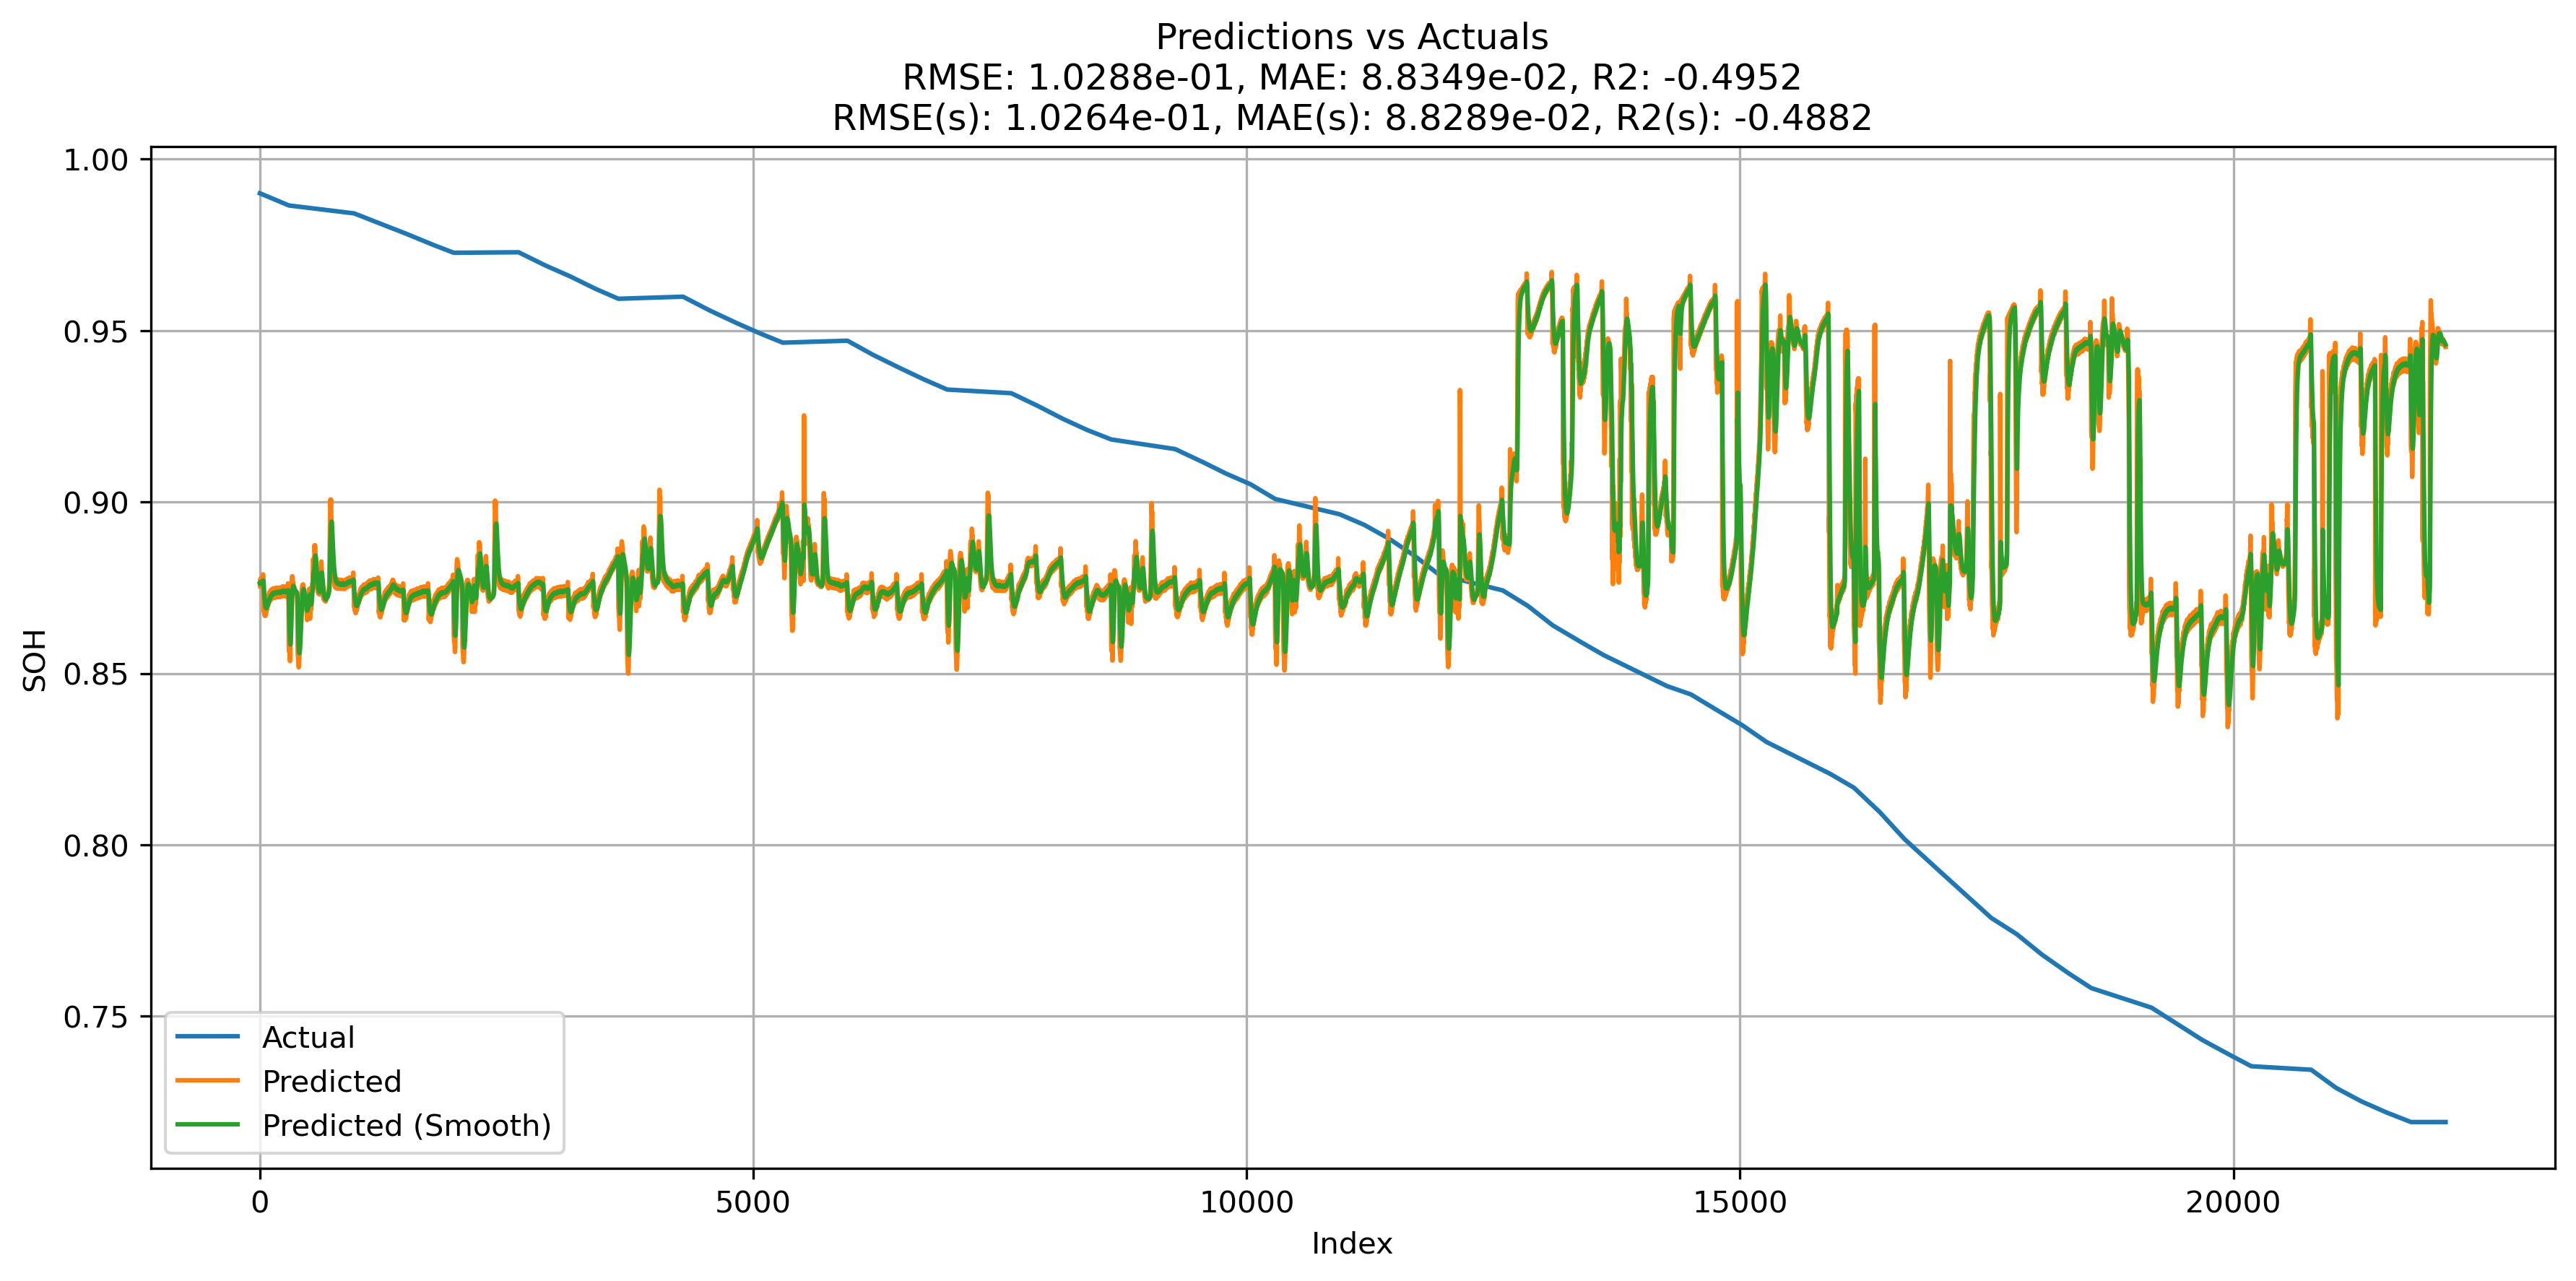 Predictions vs Actuals
RMSE: 1.0288e-01, MAE: 8.8349e-02, R2: -0.4952
RMSE(s): 1.0264e-01, MAE(s): 8.8289e-02, R2(s): -0.4882
1.00
0.95
0.90
0.85
0.80
0.75
SOH
Actual
Predicted
Predicted (Smooth)
0 5000 10000 15000 20000
Index